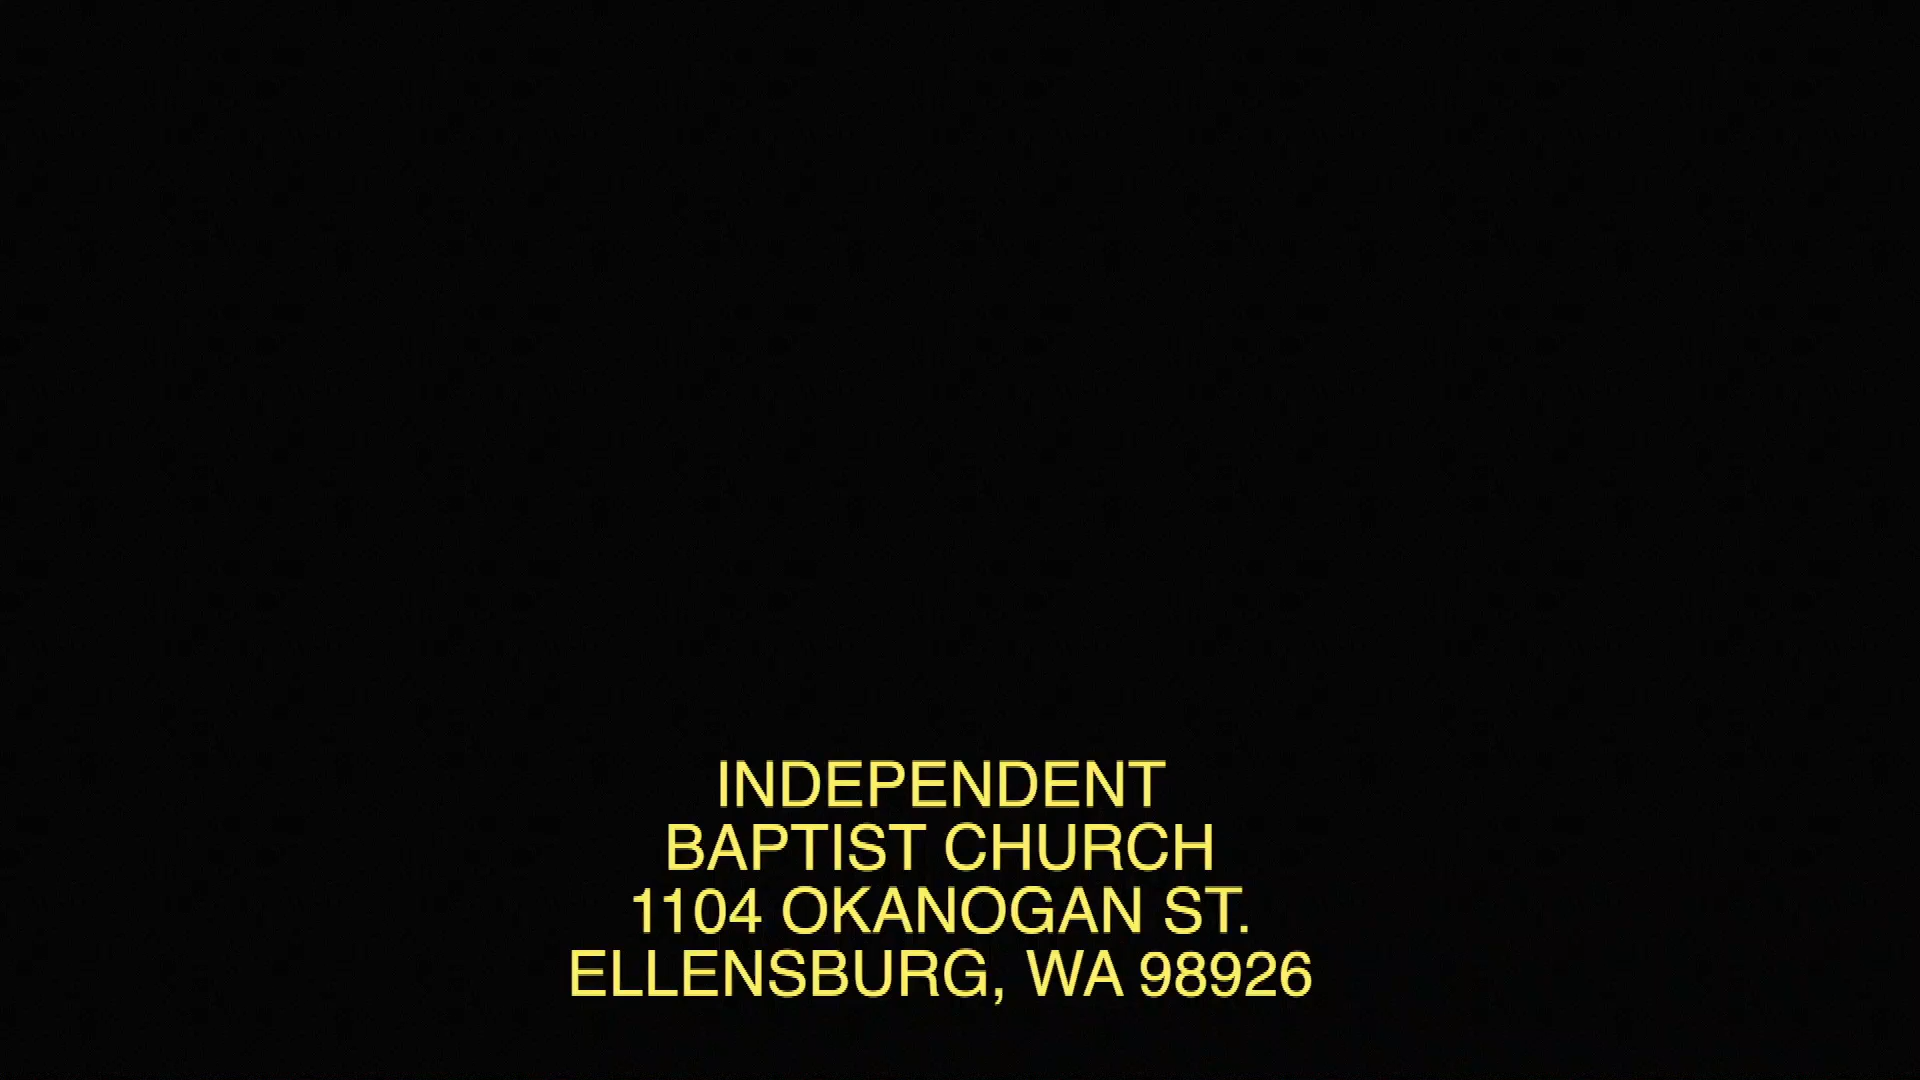 INDEPENDENT
BAPTIST CHURCH
1104 OKANOGAN ST.
ELLENSBURG, WA 98926